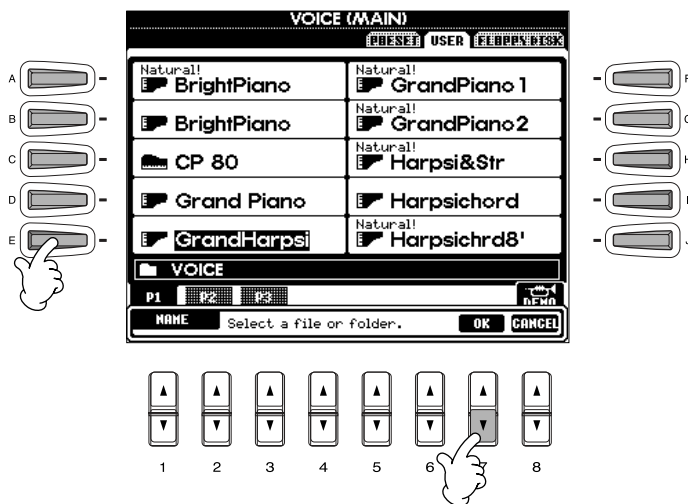 VOICE (MAIN)
PRESET USER FLOPPY DISK
Natural!
BrightPiano
Natural!
GrandPiano 1
BrightPiano
Natural!
GrandPiano2
CP 80
Natural!
Harpsi&Str
Grand Piano
Harpsichord
GrandHarpsi
Natural!
Harpsichrd8'
VOICE
P1 P2 P3
DEMO
NAME Select a file or folder. OK CANCEL
A
B
C
D
E
1 2 3 4 5 6 8